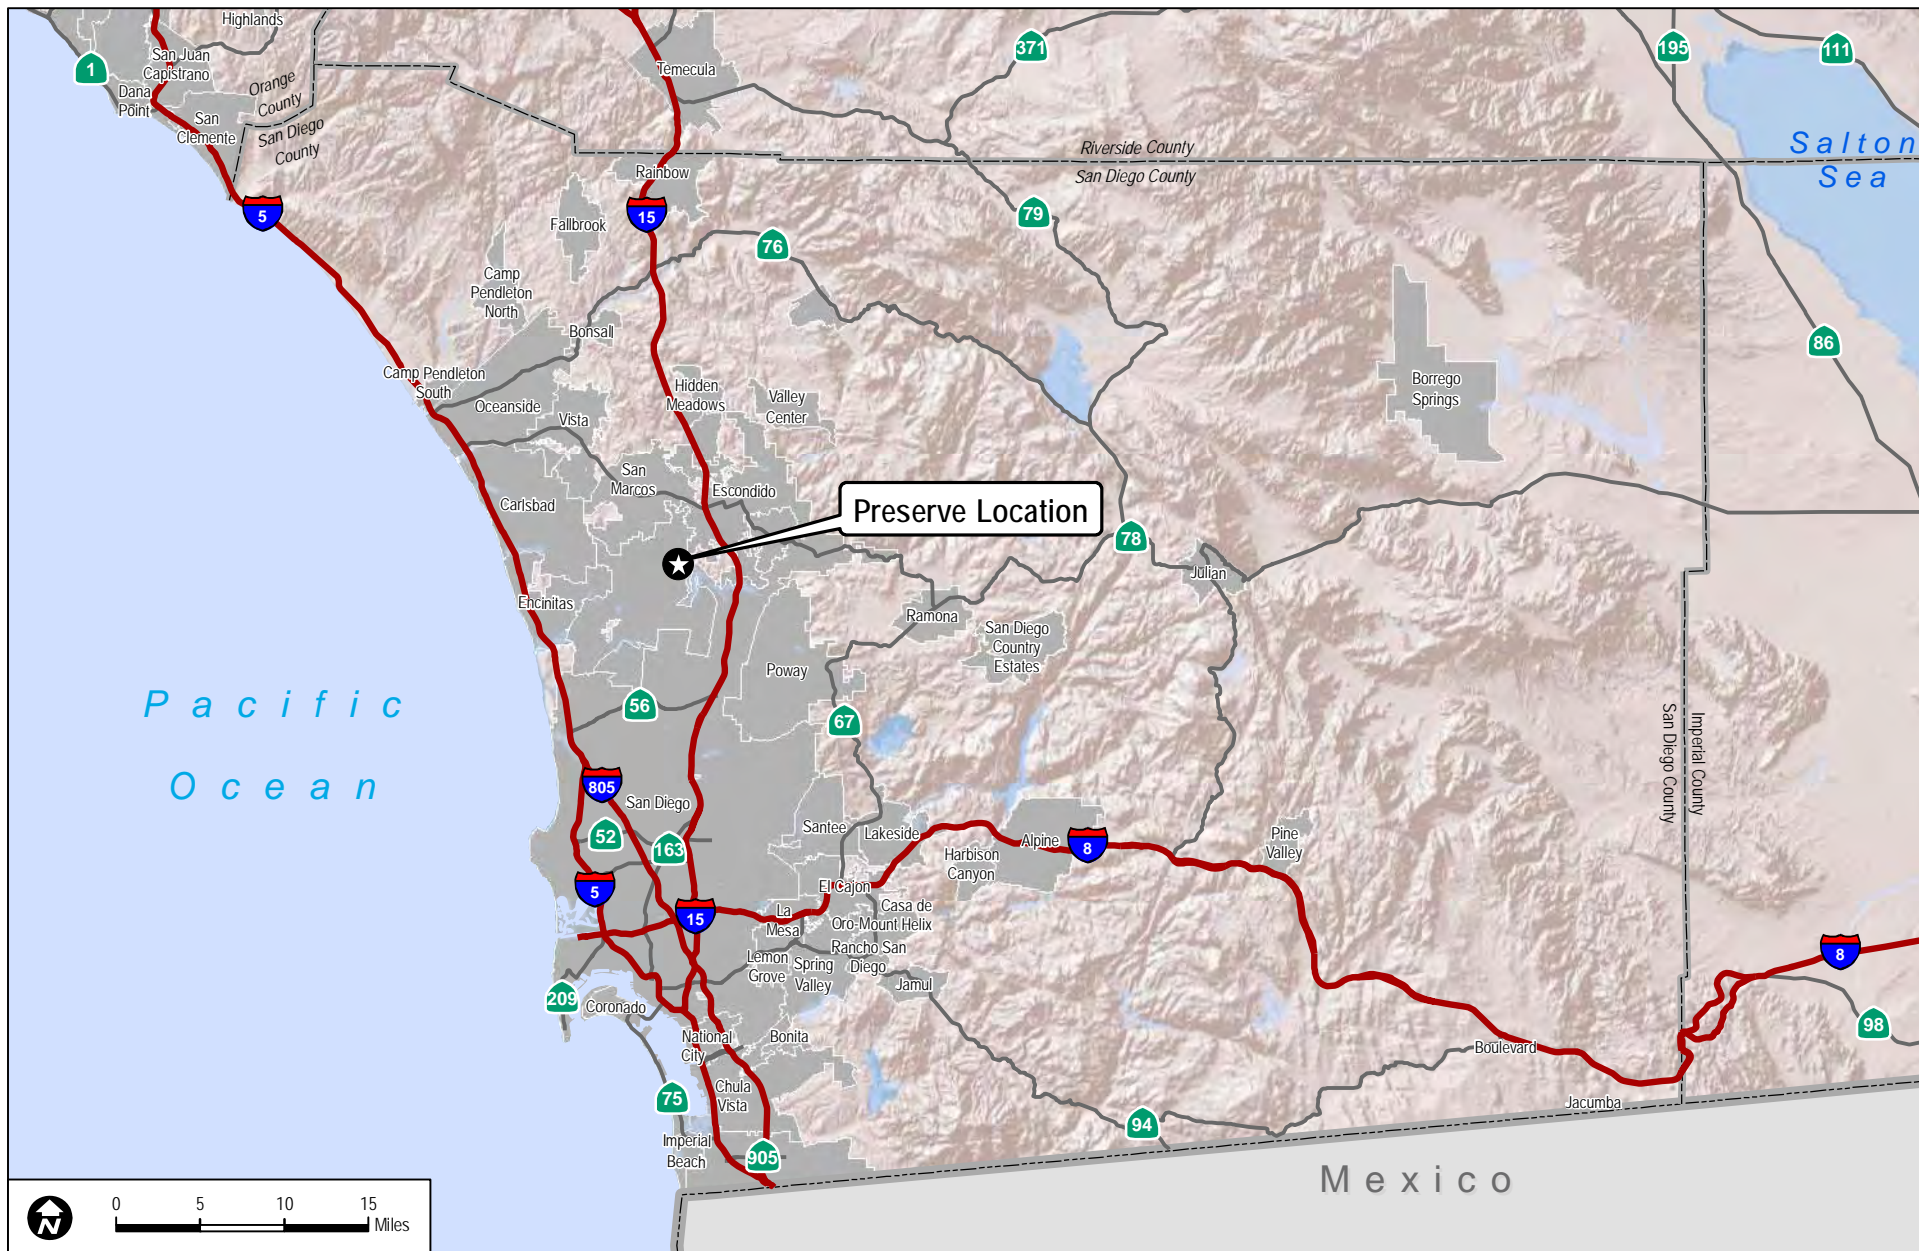 Highlands
San Juan
Capistrano
1
Dana
Point
Orange
County
San
Clemente
San Diego
County
Temecula
371
195
111
Riverside County
San Diego County
Salton
Sea
Rainbow
5
15
79
Fallbrook
76
Camp
Pendleton
North
Bonsall
86
Camp Pendleton
South
Hidden
Meadows
Valley
Center
Borrego
Springs
Oceanside
Vista
San
Marcos
Escondido
Carlsbad
Preserve Location
78
Julian
Encinitas
Ramona
San Diego
Country
Estates
Poway
Pacific
Ocean
56
67
San Diego County
Imperial County
805
San Diego
52
163
Santee
Lakeside
Alpine
8
Pine
Valley
Harbison
Canyon
5
El Cajon
15
La
Mesa
Casa de
Oro-Mount Helix
Rancho San
Diego
Lemon
Grove
Spring
Valley
Jamul
8
209
Coronado
98
National
City
Bonita
Boulevard
Chula
Vista
75
Jacumba
94
Imperial
Beach
905
Mexico
N
0 5 10 15
Miles